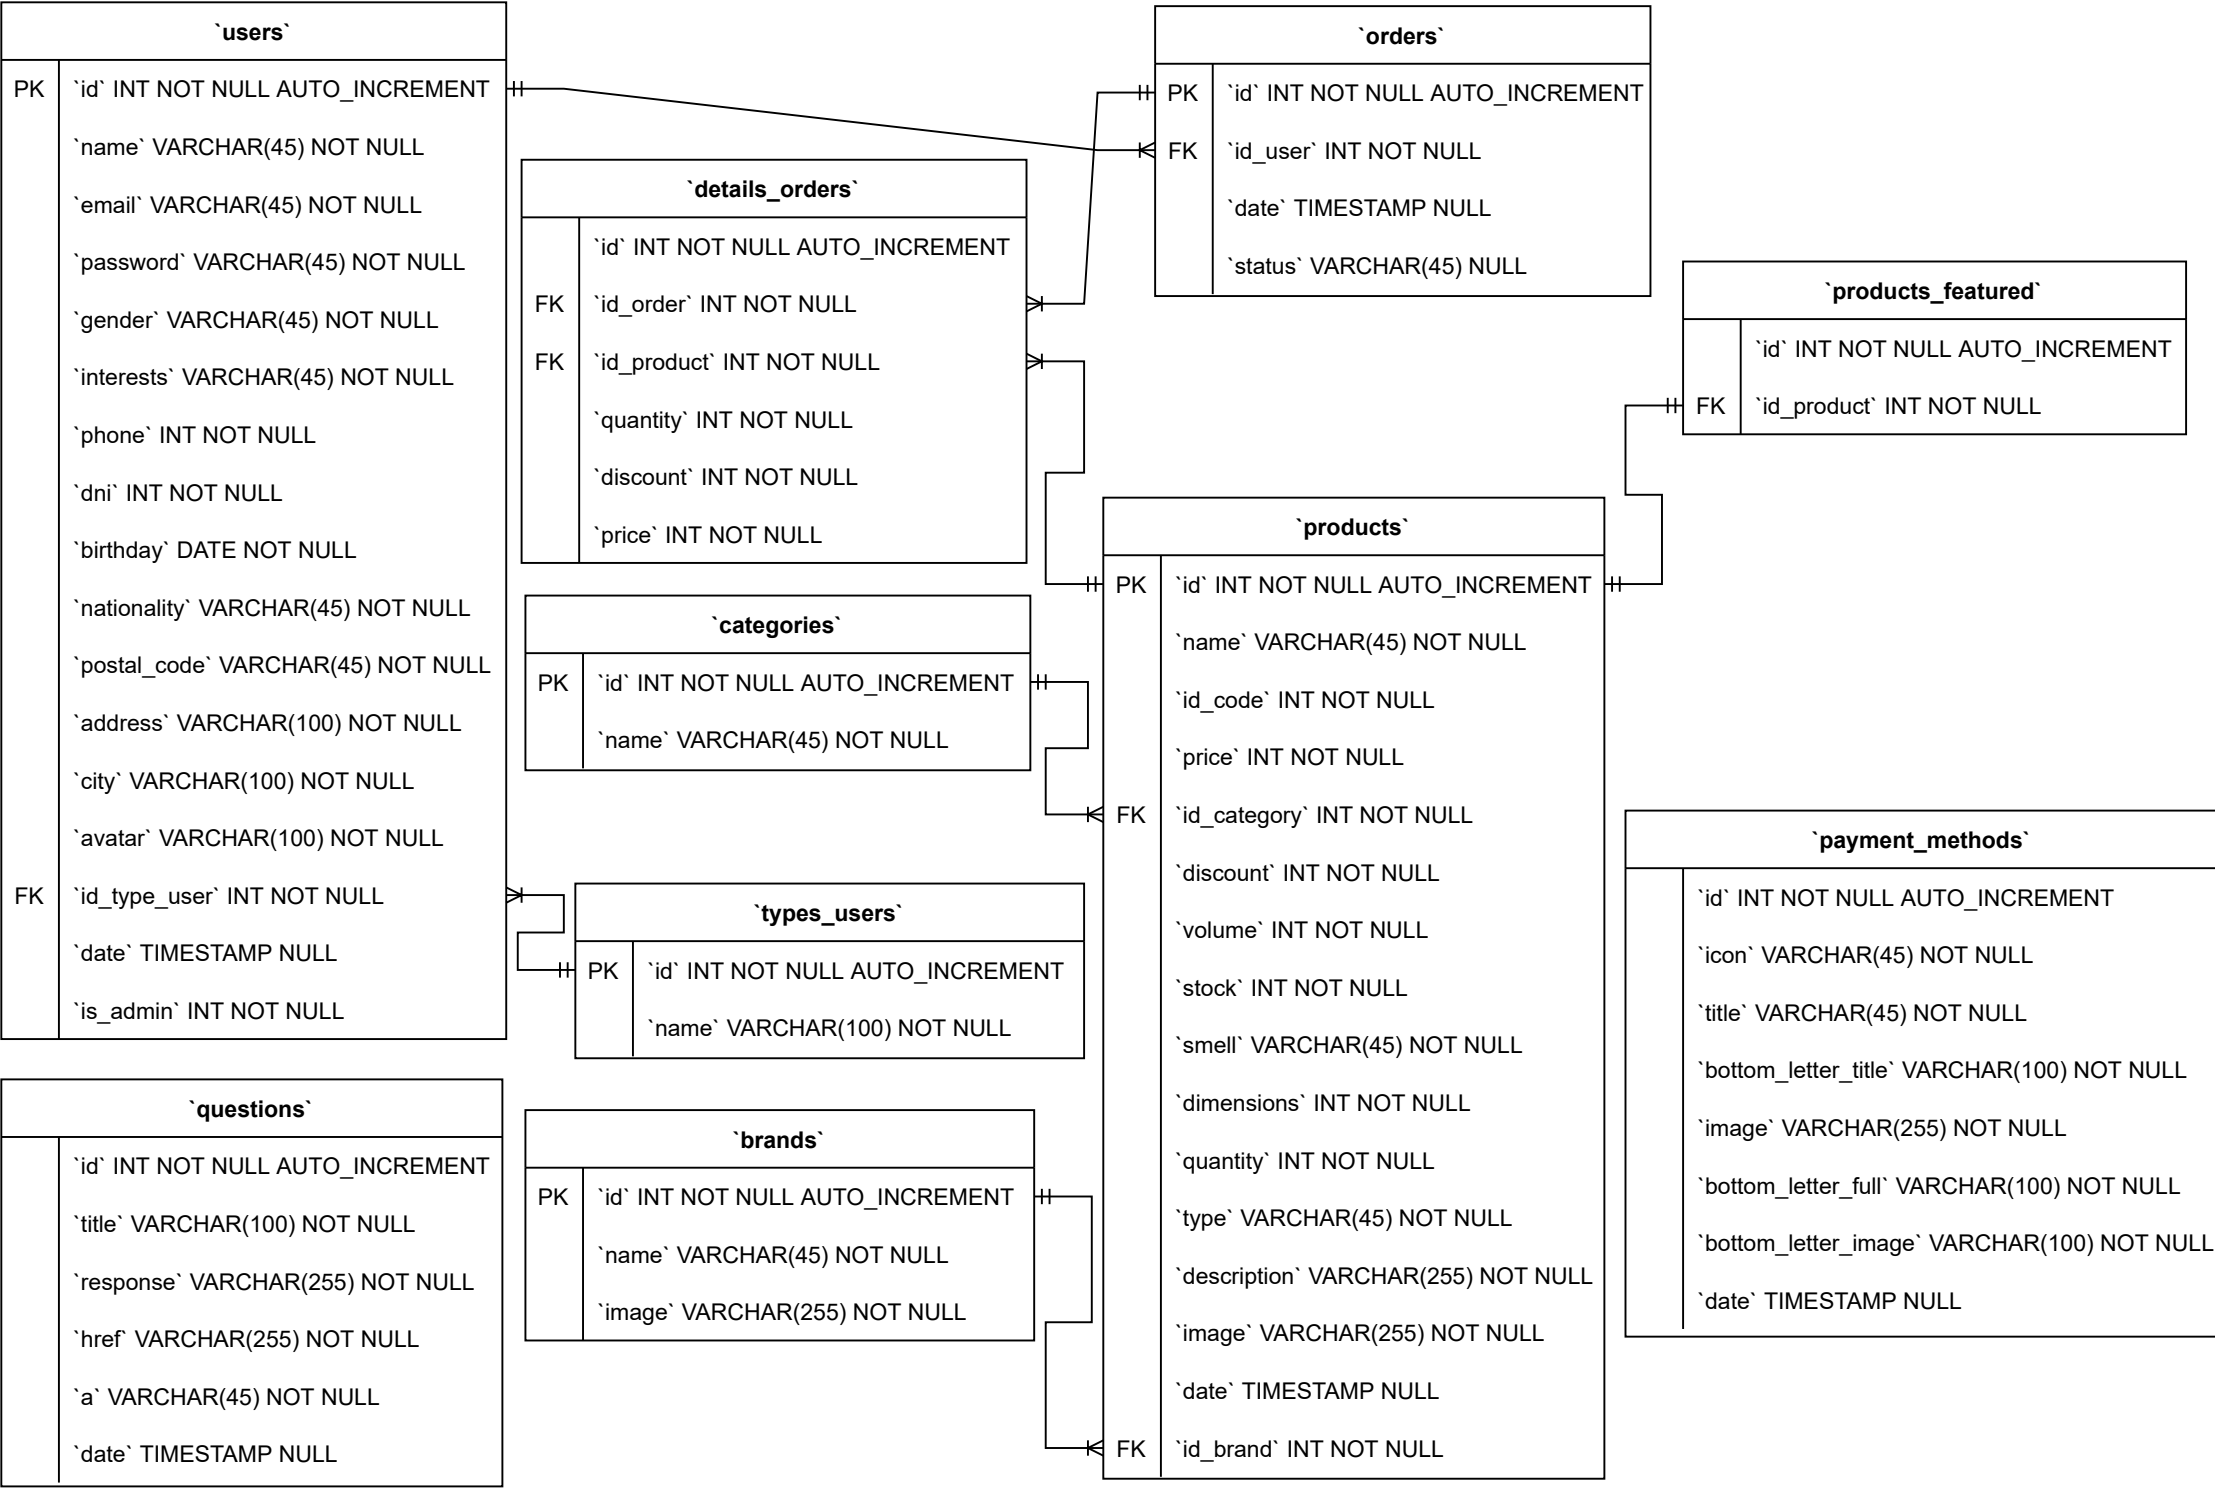 `users`
PK `id` INT NOT NULL AUTO_INCREMENT
`name` VARCHAR(45) NOT NULL
`email` VARCHAR(45) NOT NULL
`password` VARCHAR(45) NOT NULL
`gender` VARCHAR(45) NOT NULL
`interests` VARCHAR(45) NOT NULL
`phone` INT NOT NULL
`dni` INT NOT NULL
`birthday` DATE NOT NULL
`nationality` VARCHAR(45) NOT NULL
`postal_code` VARCHAR(45) NOT NULL
`address` VARCHAR(100) NOT NULL
`city` VARCHAR(100) NOT NULL
`avatar` VARCHAR(100) NOT NULL
FK `id_type_user` INT NOT NULL
`date` TIMESTAMP NULL
`is_admin` INT NOT NULL
`questions`
`id` INT NOT NULL AUTO_INCREMENT
`title` VARCHAR(100) NOT NULL
`response` VARCHAR(255) NOT NULL
`href` VARCHAR(255) NOT NULL
`a` VARCHAR(45) NOT NULL
`date` TIMESTAMP NULL
`details_orders`
`id` INT NOT NULL AUTO_INCREMENT
FK `id_order` INT NOT NULL
FK `id_product` INT NOT NULL
`quantity` INT NOT NULL
`discount` INT NOT NULL
`price` INT NOT NULL
`categories`
PK `id` INT NOT NULL AUTO_INCREMENT
`name` VARCHAR(45) NOT NULL
`types_users`
PK `id` INT NOT NULL AUTO_INCREMENT
`name` VARCHAR(100) NOT NULL
`brands`
PK `id` INT NOT NULL AUTO_INCREMENT
`name` VARCHAR(45) NOT NULL
`image` VARCHAR(255) NOT NULL
`orders`
PK `id` INT NOT NULL AUTO_INCREMENT
FK `id_user` INT NOT NULL
`date` TIMESTAMP NULL
`status` VARCHAR(45) NULL
`products`
PK `id` INT NOT NULL AUTO_INCREMENT
`name` VARCHAR(45) NOT NULL
`id_code` INT NOT NULL
`price` INT NOT NULL
FK `id_category` INT NOT NULL
`discount` INT NOT NULL
`volume` INT NOT NULL
`stock` INT NOT NULL
`smell` VARCHAR(45) NOT NULL
`dimensions` INT NOT NULL
`quantity` INT NOT NULL
`type` VARCHAR(45) NOT NULL
`description` VARCHAR(255) NOT NULL
`image` VARCHAR(255) NOT NULL
`date` TIMESTAMP NULL
FK `id_brand` INT NOT NULL
`products_featured`
`id` INT NOT NULL AUTO_INCREMENT
FK `id_product` INT NOT NULL
`payment_methods`
`id` INT NOT NULL AUTO_INCREMENT
`icon` VARCHAR(45) NOT NULL
`title` VARCHAR(45) NOT NULL
`bottom_letter_title` VARCHAR(100) NOT NULL
`image` VARCHAR(255) NOT NULL
`bottom_letter_full` VARCHAR(100) NOT NULL
`bottom_letter_image` VARCHAR(100) NOT NULL
`date` TIMESTAMP NULL